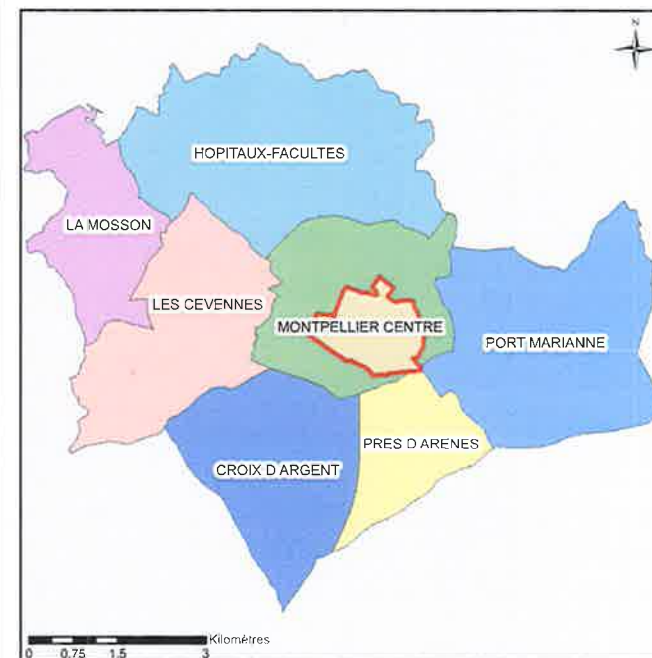 N
HOPITAUX-FACULTES
LA MOSSON
LES CEVENNES
MONTPELLIER CENTRE
PORT MARIANNE
PRES D ARENES
CROIX D ARGENT
Kilomètres
0 0.75 1.5 3